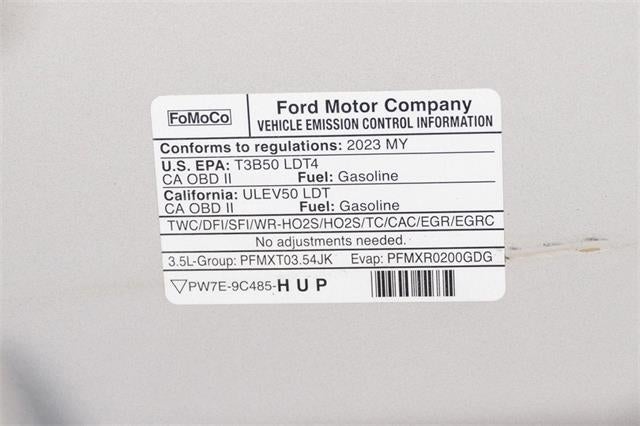 FoMoCo
Ford Motor Company
VEHICLE EMISSION CONTROL INFORMATION
Conforms to regulations: 2023 MY
U.S. EPA: T3B50 LDT4
CA OBD II Fuel: Gasoline
California: ULEV50 LDT
CA OBD II Fuel: Gasoline
TWC/DFI/SFI/WR-HO2S/HO2S/TC/CAC/EGR/EGRC
No adjustments needed.
3.5L-Group: PFMXT03.54JK Evap: PFMXR0200GDG
PW7E-9C485-HUP